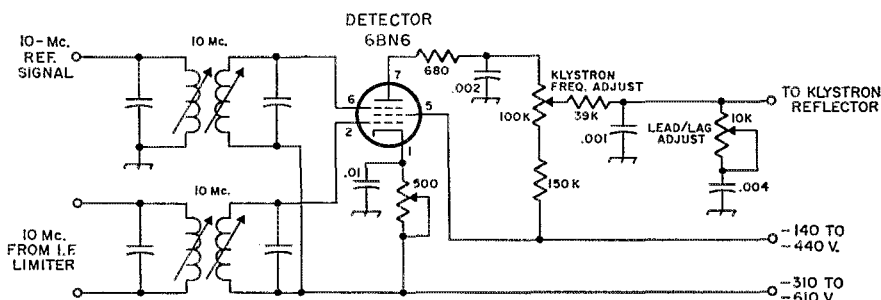 DETECTOR
6BN6
10-Mc.
REF.
SIGNAL
10 Mc.
7
680
.002
KLYSTRON
FREQ. ADJUST
100K
39K
.001
LEAD/LAG
ADJUST
10K
.004
TO KLYSTRON
REFLECTOR
6
5
2
1
.01
500
150K
10 Mc.
FROM I.F.
LIMITER
10 Mc.
-140 TO
-440 V.
-310 TO
-610 V.